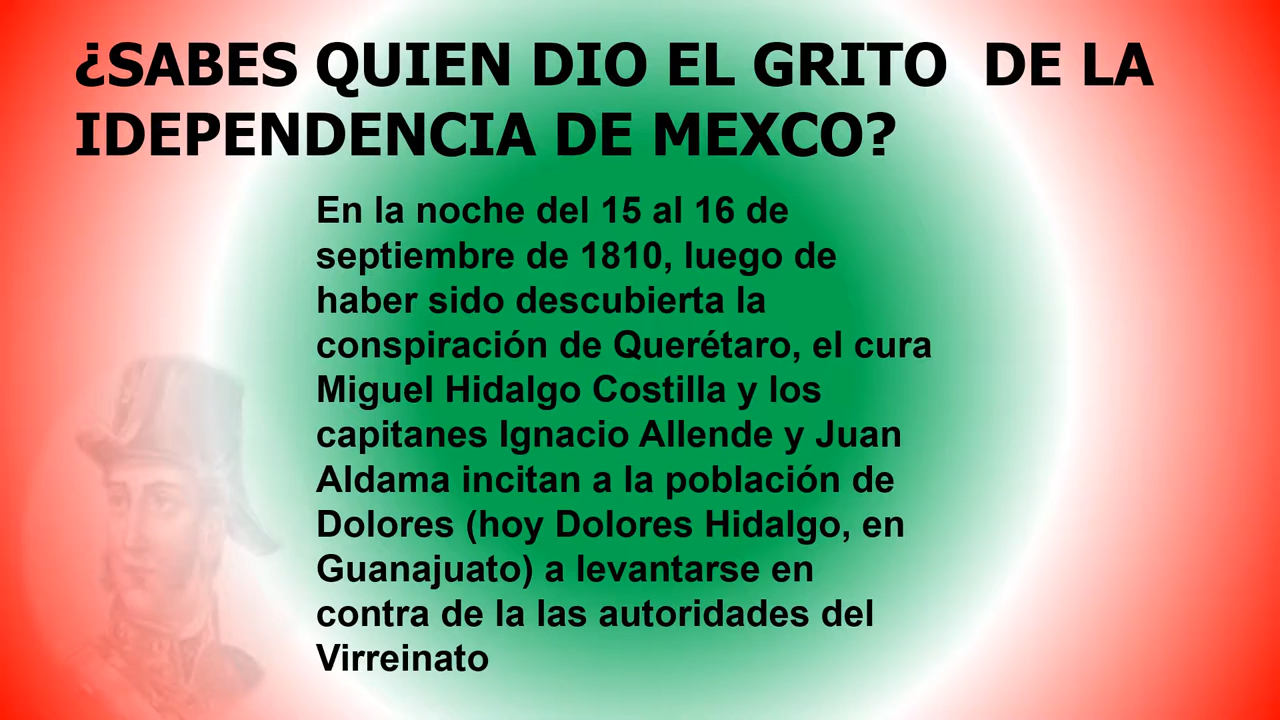 ¿SABES QUIEN DIO EL GRITO  DE LA
IDEPENDENCIA DE MEXCO?
En la noche del 15 al 16 de
septiembre de 1810, luego de
haber sido descubierta la
conspiración de Querétaro, el cura
Miguel Hidalgo Costilla y los
capitanes Ignacio Allende y Juan
Aldama incitan a la población de
Dolores (hoy Dolores Hidalgo, en
Guanajuato) a levantarse en
contra de la las autoridades del
Virreinato